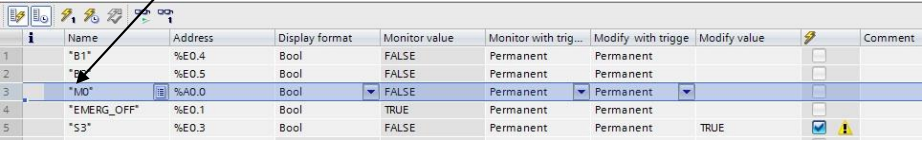 i Name Address Display format Monitor value Monitor with trig... Modify with trigge Modify value Comment
1 "B1" %E0.4 Bool FALSE Permanent Permanent
2 %E0.5 Bool FALSE Permanent Permanent
3 "M0" %A0.0 Bool FALSE Permanent Permanent
4 "EMERG_OFF" %E0.1 Bool TRUE Permanent Permanent
5 "S3" %E0.3 Bool FALSE Permanent Permanent TRUE